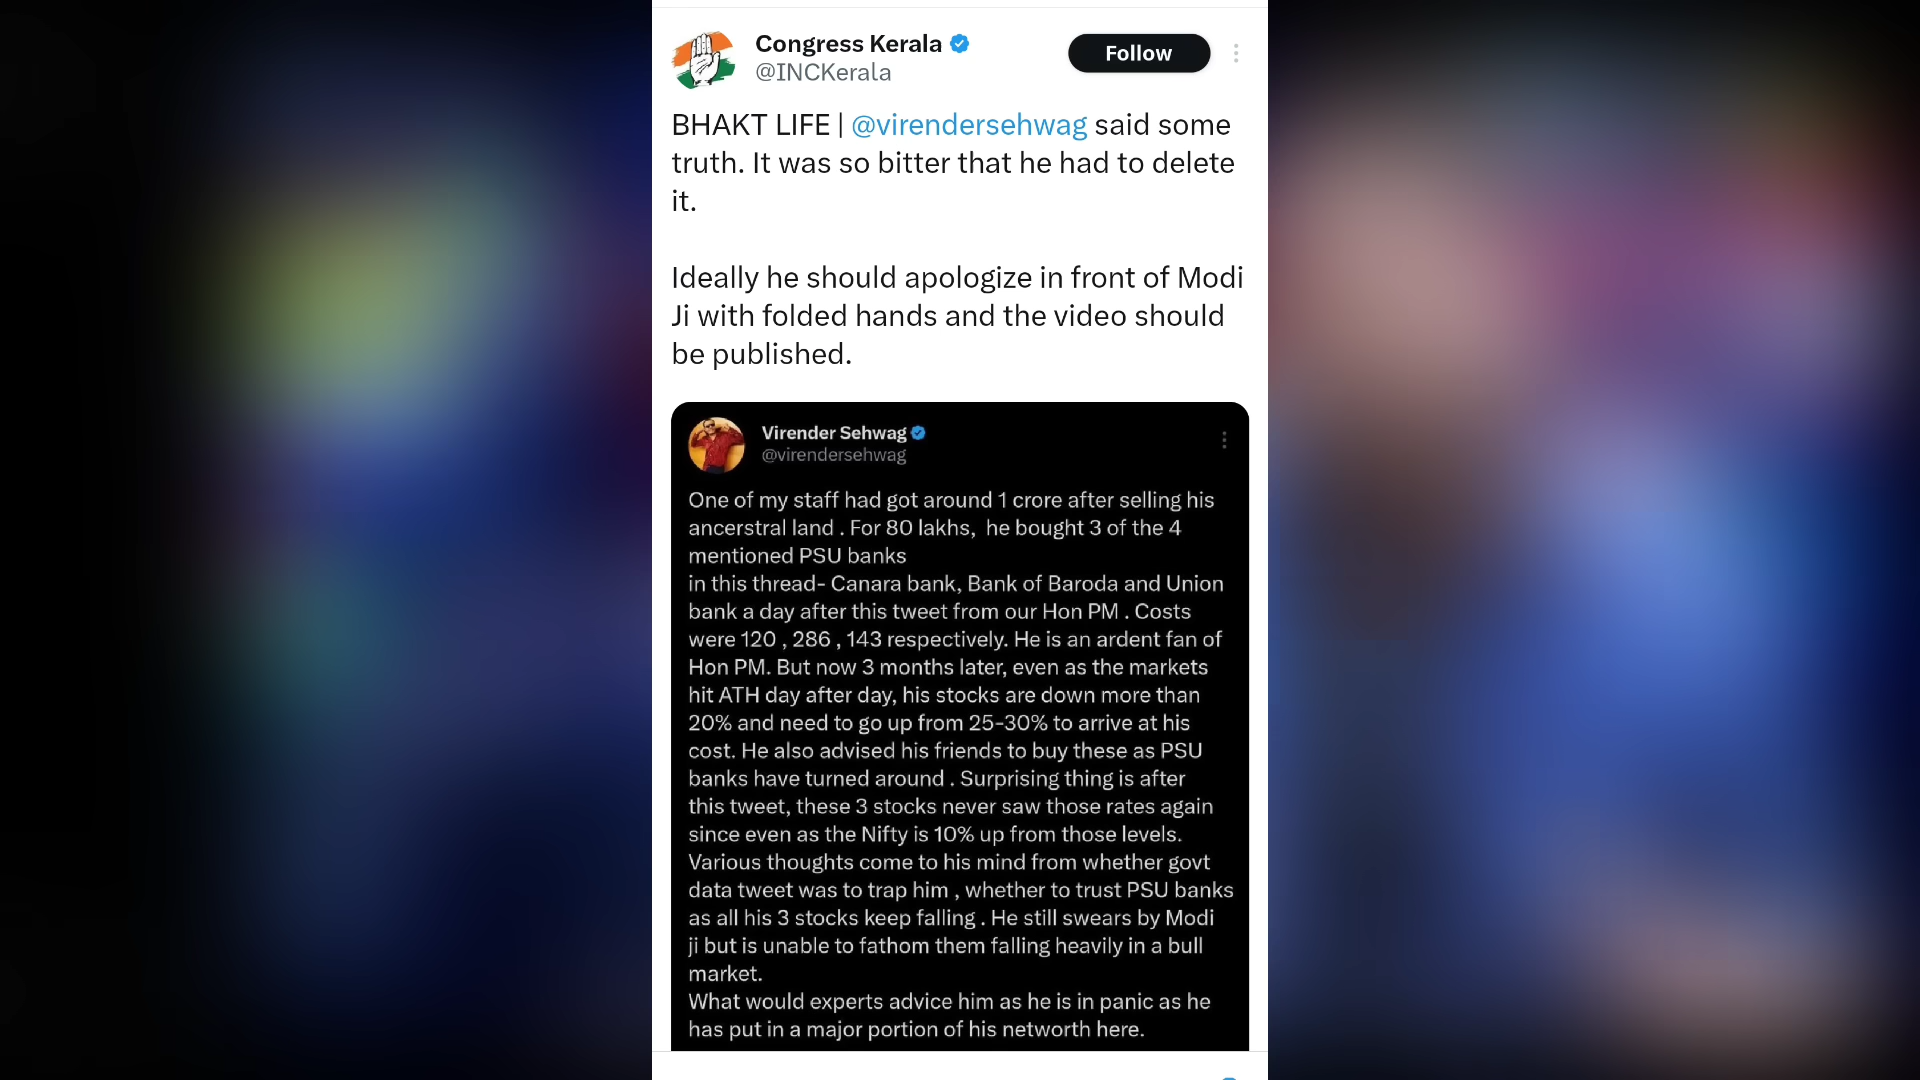 Congress Kerala
@INCKerala
Follow
BHAKT LIFE | @virendersehwag said some
truth. It was so bitter that he had to delete
it.
Ideally he should apologize in front of Modi
Ji with folded hands and the video should
be published.
Virender Sehwag
@virendersehwag
One of my staff had got around 1 crore after selling his
ancerstral land . For 80 lakhs,  he bought 3 of the 4
mentioned PSU banks
in this thread- Canara bank, Bank of Baroda and Union
bank a day after this tweet from our Hon PM . Costs
were 120 , 286 , 143 respectively. He is an ardent fan of
Hon PM. But now 3 months later, even as the markets
hit ATH day after day, his stocks are down more than
20% and need to go up from 25-30% to arrive at his
cost. He also advised his friends to buy these as PSU
banks have turned around . Surprising thing is after
this tweet, these 3 stocks never saw those rates again
since even as the Nifty is 10% up from those levels.
Various thoughts come to his mind from whether govt
data tweet was to trap him , whether to trust PSU banks
as all his 3 stocks keep falling . He still swears by Modi
ji but is unable to fathom them falling heavily in a bull
market.
What would experts advice him as he is in panic as he
has put in a major portion of his networth here.